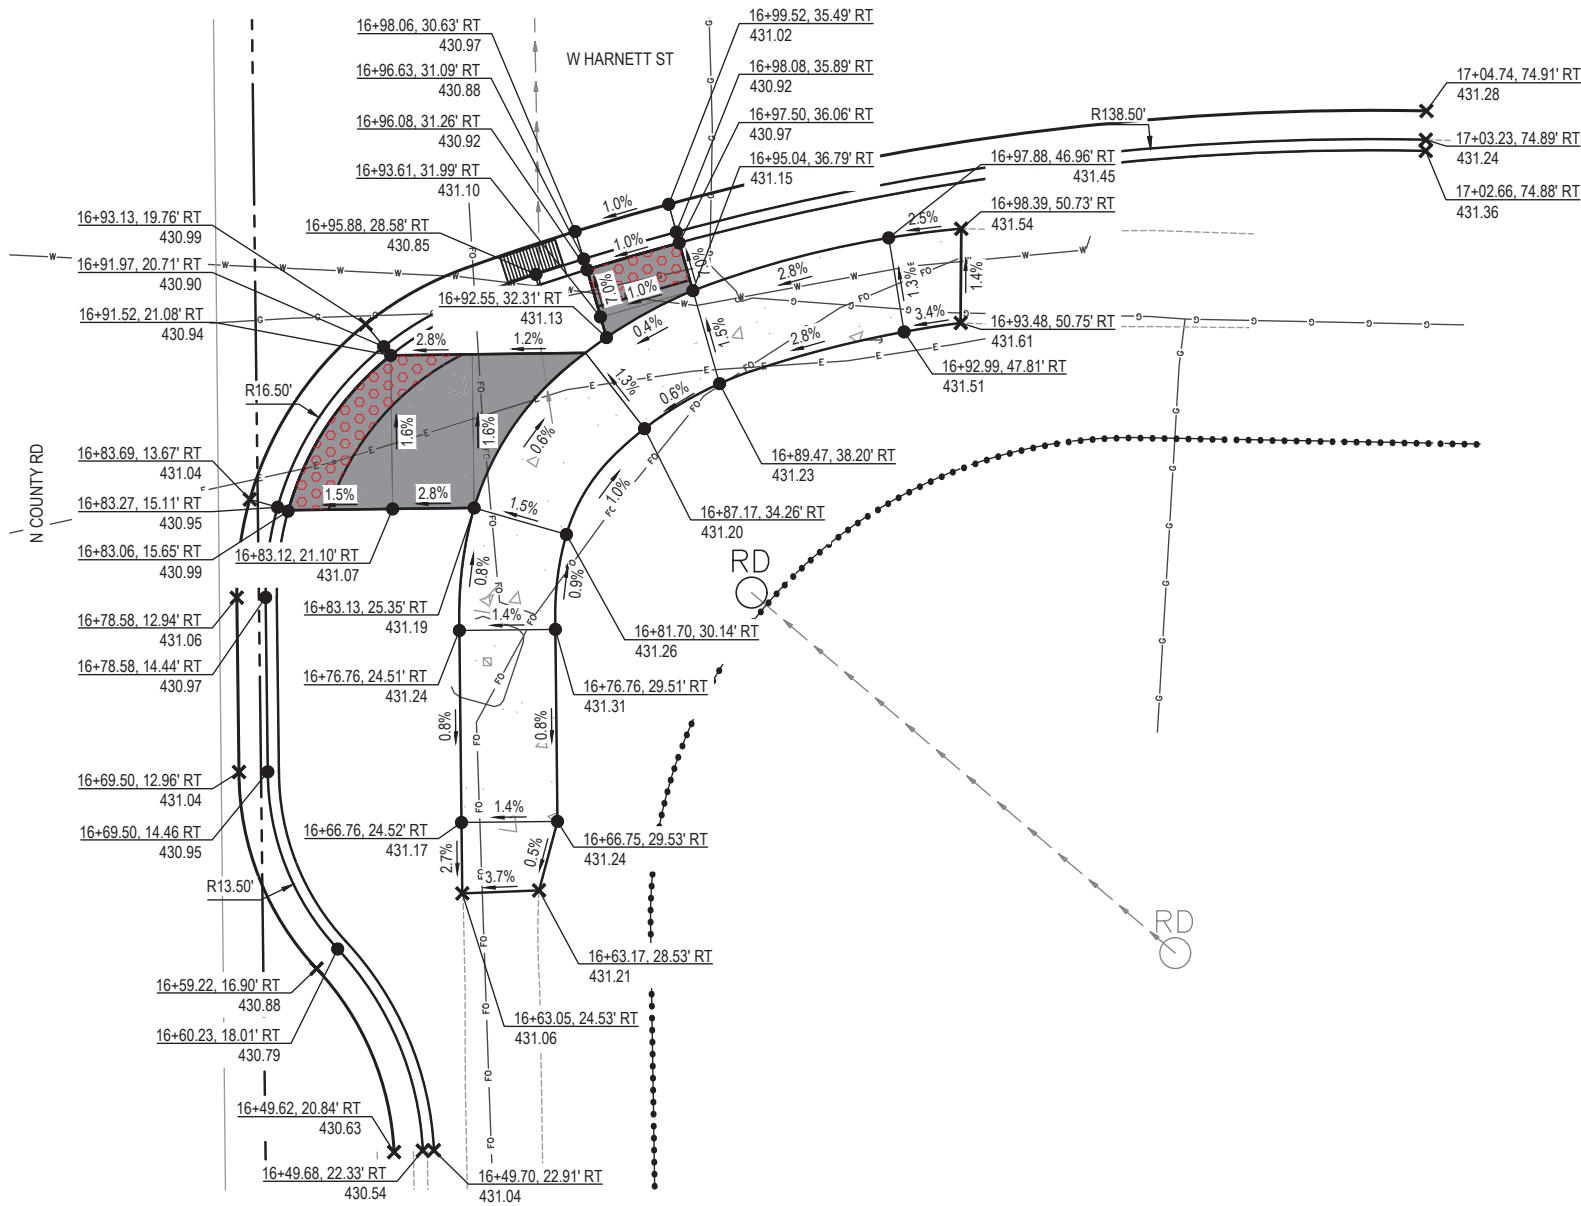 16+98.06, 30.63' RT
430.97
16+96.63, 31.09' RT
430.88
16+96.08, 31.26' RT
430.92
16+93.61, 31.99' RT
431.10
16+95.88, 28.58' RT
430.85
W HARNETT ST
16+99.52, 35.49' RT
431.02
16+98.08, 35.89' RT
430.92
16+97.50, 36.06' RT
430.97
16+95.04, 36.79' RT
431.15
R138.50'
17+04.74, 74.91' RT
431.28
17+03.23, 74.89' RT
431.24
17+02.66, 74.88' RT
431.36
16+97.88, 46.96' RT
431.45
16+98.39, 50.73' RT
431.54
16+93.48, 50.75' RT
431.61
16+92.99, 47.81' RT
431.51
16+93.13, 19.76' RT
430.99
16+91.97, 20.71' RT
430.90
16+91.52, 21.08' RT
430.94
16+92.55, 32.31' RT
431.13
1.0%
1.0%
1.0%
7.0%
7.0%
2.5%
2.8%
1.3%
1.4%
3.4%
2.8%
1.5%
0.4%
0.6%
2.8%
1.2%
1.3%
R16.50'
1.6%
1.6%
0.6%
1.0%
1.5%
2.8%
1.5%
N COUNTY RD
16+83.69, 13.67' RT
431.04
16+83.27, 15.11' RT
430.95
16+83.06, 15.65' RT
430.99
16+83.12, 21.10' RT
431.07
16+89.47, 38.20' RT
431.23
16+87.17, 34.26' RT
431.20
RD
0.8%
0.9%
16+83.13, 25.35' RT
431.19
1.4%
16+81.70, 30.14' RT
431.26
16+78.58, 12.94' RT
431.06
16+78.58, 14.44' RT
430.97
16+76.76, 24.51' RT
431.24
16+76.76, 29.51' RT
431.31
0.8%
0.8%
16+69.50, 12.96' RT
431.04
16+69.50, 14.46 RT
430.95
1.4%
16+66.76, 24.52' RT
431.17
16+66.75, 29.53' RT
431.24
2.7%
0.5%
3.7%
R13.50'
RD
16+63.17, 28.53' RT
431.21
16+59.22, 16.90' RT
430.88
16+60.23, 18.01' RT
430.79
16+63.05, 24.53' RT
431.06
16+49.62, 20.84' RT
430.63
16+49.68, 22.33' RT
430.54
16+49.70, 22.91' RT
431.04